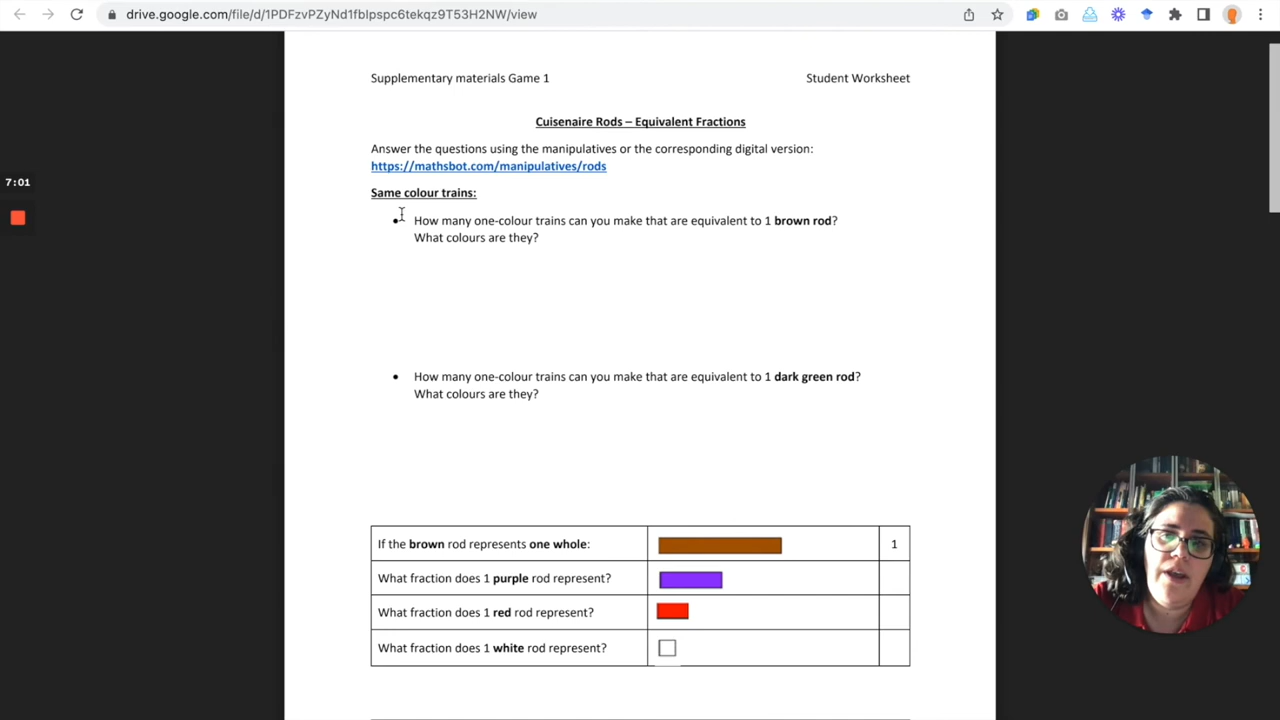 drive.google.com/file/d/1PDFzvPZyNd1fbIpspc6tekqz9T53H2NW/view
Supplementary materials Game 1
Student Worksheet
Cuisenaire Rods – Equivalent Fractions
Answer the questions using the manipulatives or the corresponding digital version:
https://mathsbot.com/manipulatives/rods
7:01
Same colour trains:
• How many one-colour trains can you make that are equivalent to 1 brown rod?
What colours are they?
• How many one-colour trains can you make that are equivalent to 1 dark green rod?
What colours are they?
If the brown rod represents one whole: 1
What fraction does 1 purple rod represent?
What fraction does 1 red rod represent?
What fraction does 1 white rod represent?